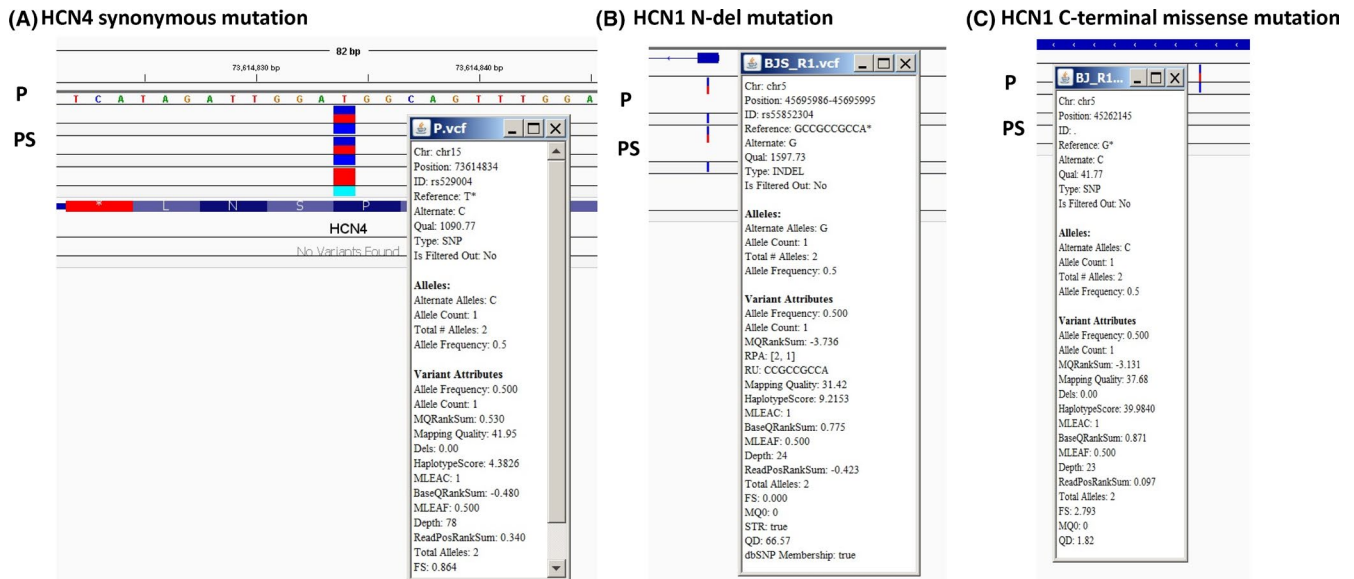 (A) HCN4 synonymous mutation
82 bp
73,614,830 bp
73,614,840 bp
P
T C A T A G A T T G G A T G G C A G T T T G G A
PS
* L N S P
HCN4
No Variants Found
P.vcf
Chr: chr15
Position: 73614834
ID: rs529004
Reference: T*
Alternate: C
Qual: 1090.77
Type: SNP
Is Filtered Out: No
Alleles:
Alternate Alleles: C
Allele Count: 1
Total # Alleles: 2
Allele Frequency: 0.5
Variant Attributes
Allele Frequency: 0.500
Allele Count: 1
MQRankSum: 0.530
Mapping Quality: 41.95
Dels: 0.00
HaplotypeScore: 4.3826
MLEAC: 1
BaseQRankSum: -0.480
MLEAF: 0.500
Depth: 78
ReadPosRankSum: 0.340
Total Alleles: 2
FS: 0.864
(B) HCN1 N-del mutation
P
PS
BJS_R1.vcf
Chr: chr5
Position: 45695986-45695995
ID: rs55852304
Reference: GCCGCCGCCA*
Alternate: G
Qual: 1597.73
Type: INDEL
Is Filtered Out: No
Alleles:
Alternate Alleles: G
Allele Count: 1
Total # Alleles: 2
Allele Frequency: 0.5
Variant Attributes
Allele Frequency: 0.500
Allele Count: 1
MQRankSum: -3.736
RPA: [2, 1]
RU: CCGCCGCCA
Mapping Quality: 31.42
HaplotypeScore: 9.2153
MLEAC: 1
BaseQRankSum: 0.775
MLEAF: 0.500
Depth: 24
ReadPosRankSum: -0.423
Total Alleles: 2
FS: 0.000
MQ0: 0
STR: true
QD: 66.57
dbSNP Membership: true
(C) HCN1 C-terminal missense mutation
P
PS
BJ_R1...
Chr: chr5
Position: 45262145
ID: .
Reference: G*
Alternate: C
Qual: 41.77
Type: SNP
Is Filtered Out: No
Alleles:
Alternate Alleles: C
Allele Count: 1
Total # Alleles: 2
Allele Frequency: 0.5
Variant Attributes
Allele Frequency: 0.500
Allele Count: 1
MQRankSum: -3.131
Mapping Quality: 37.68
Dels: 0.00
HaplotypeScore: 39.9840
MLEAC: 1
BaseQRankSum: 0.871
MLEAF: 0.500
Depth: 23
ReadPosRankSum: 0.097
Total Alleles: 2
FS: 2.793
MQ0: 0
QD: 1.82